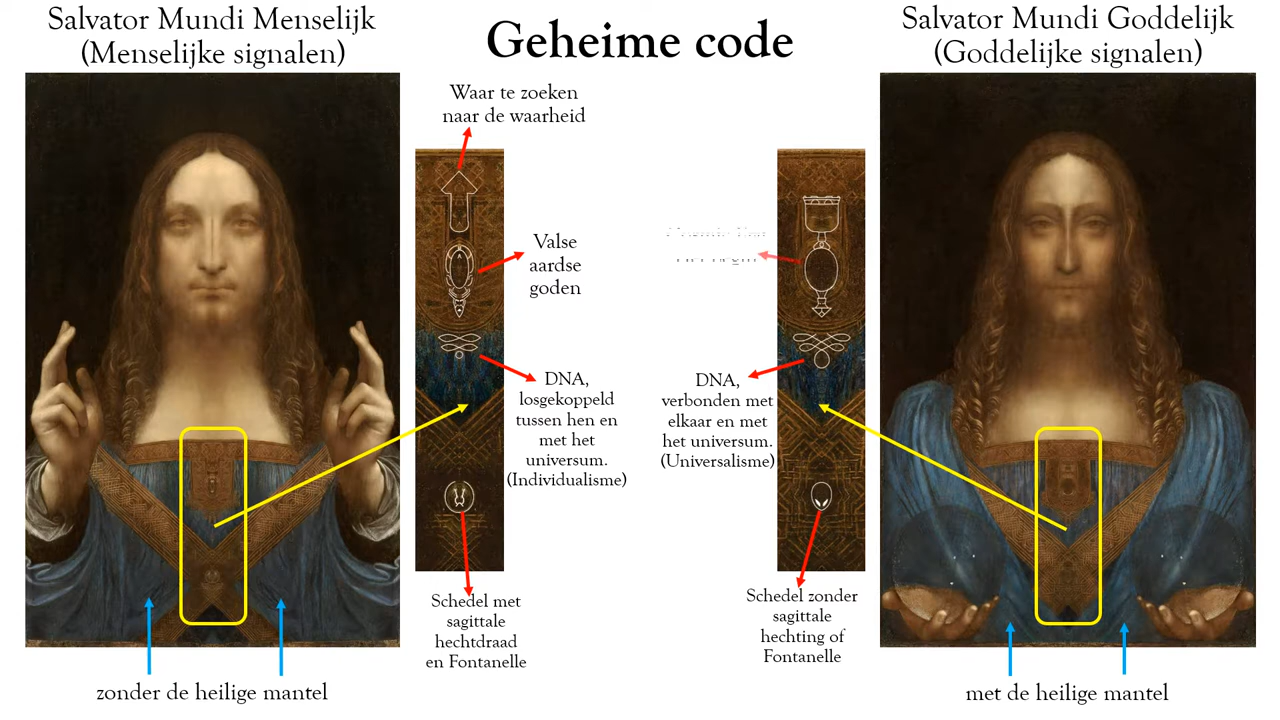 Salvator Mundi Menselijk
(Menselijke signalen)
Geheime code
Salvator Mundi Goddelijk
(Goddelijke signalen)
Waar te zoeken
naar de waarheid
Valse
aardse
goden
DNA,
losgekoppeld
tussen hen en
met het
universum.
(Individualisme)
Schedel met
sagittale
hechtdraad
en Fontanelle
DNA,
verbonden met
elkaar en met
het universum.
(Universalisme)
Schedel zonder
sagittale
hechting of
Fontanelle
zonder de heilige mantel
met de heilige mantel